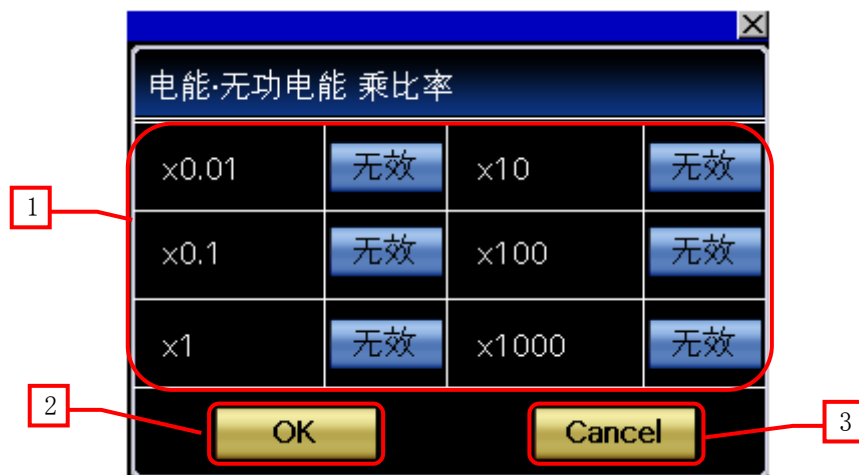 电能·无功电能 乘比率
x0.01 无效 x10 无效
1
x0.1 无效 x100 无效
x1 无效 x1000 无效
2
OK Cancel
3